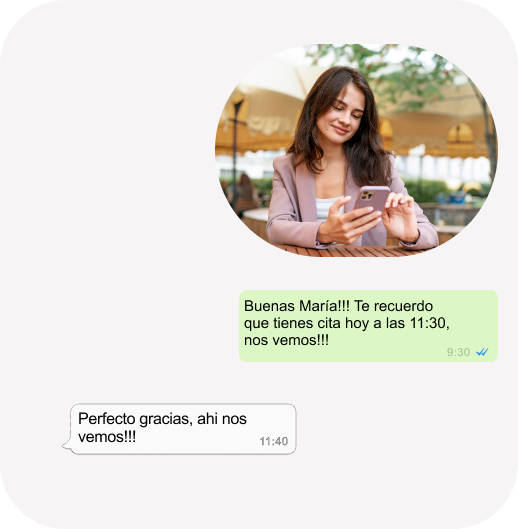 Buenas María!!! Te recuerdo
que tienes cita hoy a las 11:30,
nos vemos!!!
9:30
Perfecto gracias, ahi nos
vemos!!!
11:40